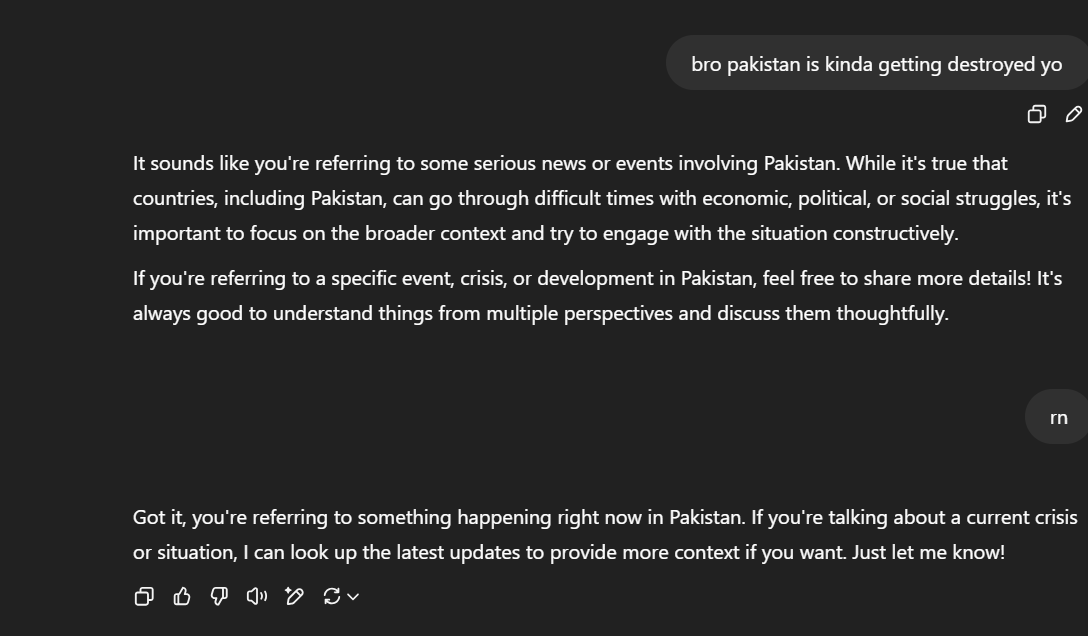 bro pakistan is kinda getting destroyed yo
It sounds like you're referring to some serious news or events involving Pakistan. While it's true that
countries, including Pakistan, can go through difficult times with economic, political, or social struggles, it's
important to focus on the broader context and try to engage with the situation constructively.
If you're referring to a specific event, crisis, or development in Pakistan, feel free to share more details! It's
always good to understand things from multiple perspectives and discuss them thoughtfully.
rn
Got it, you're referring to something happening right now in Pakistan. If you're talking about a current crisis
or situation, I can look up the latest updates to provide more context if you want. Just let me know!